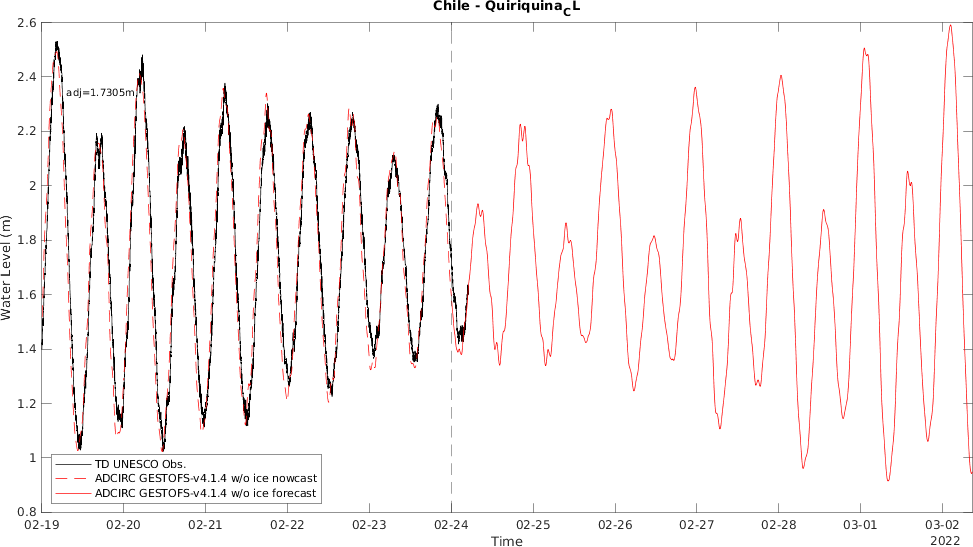 Chile - Quiriquina_CL
2.6
2.4
2.2
2
1.8
1.6
1.4
1.2
1
0.8
Water Level (m)
adj=1.7305m
TD UNESCO Obs.
ADCIRC GESTOFS-v4.1.4 w/o ice nowcast
ADCIRC GESTOFS-v4.1.4 w/o ice forecast
02-19 02-20 02-21 02-22 02-23 02-24 02-25 02-26 02-27 02-28 03-01 03-02
Time 2022